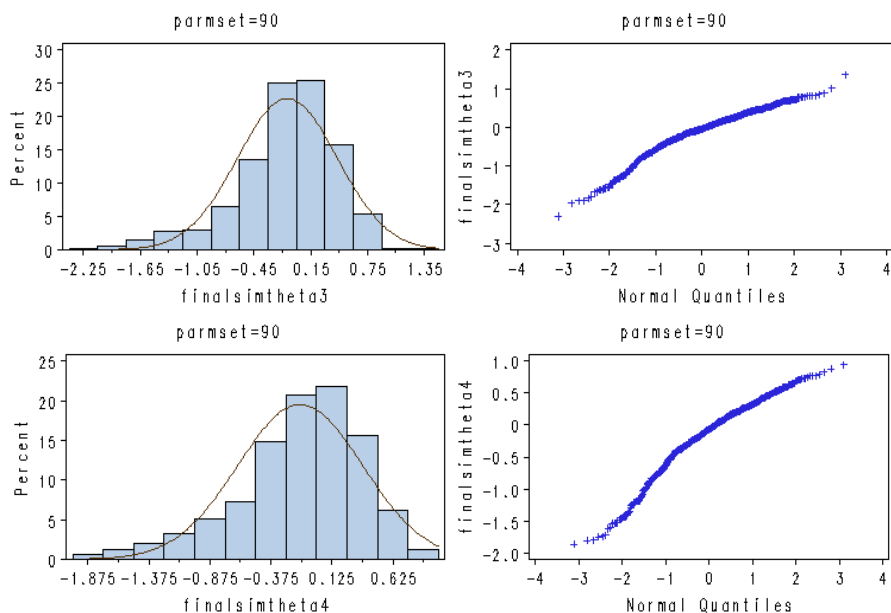 parmset=90
30
25
20
15
10
5
0
Percent
-2.25 -1.65 -1.05 -0.45 0.15 0.75 1.35
finalsimtheta3
parmset=90
2
1
0
-1
-2
-3
finalsimtheta3
-4 -3 -2 -1 0 1 2 3 4
Normal Quantiles
parmset=90
25
20
15
10
5
0
Percent
-1.875 -1.375 -0.875 -0.375 0.125 0.625
finalsimtheta4
parmset=90
1.0
0.5
0
-0.5
-1.0
-1.5
-2.0
finalsimtheta4
-4 -3 -2 -1 0 1 2 3 4
Normal Quantiles